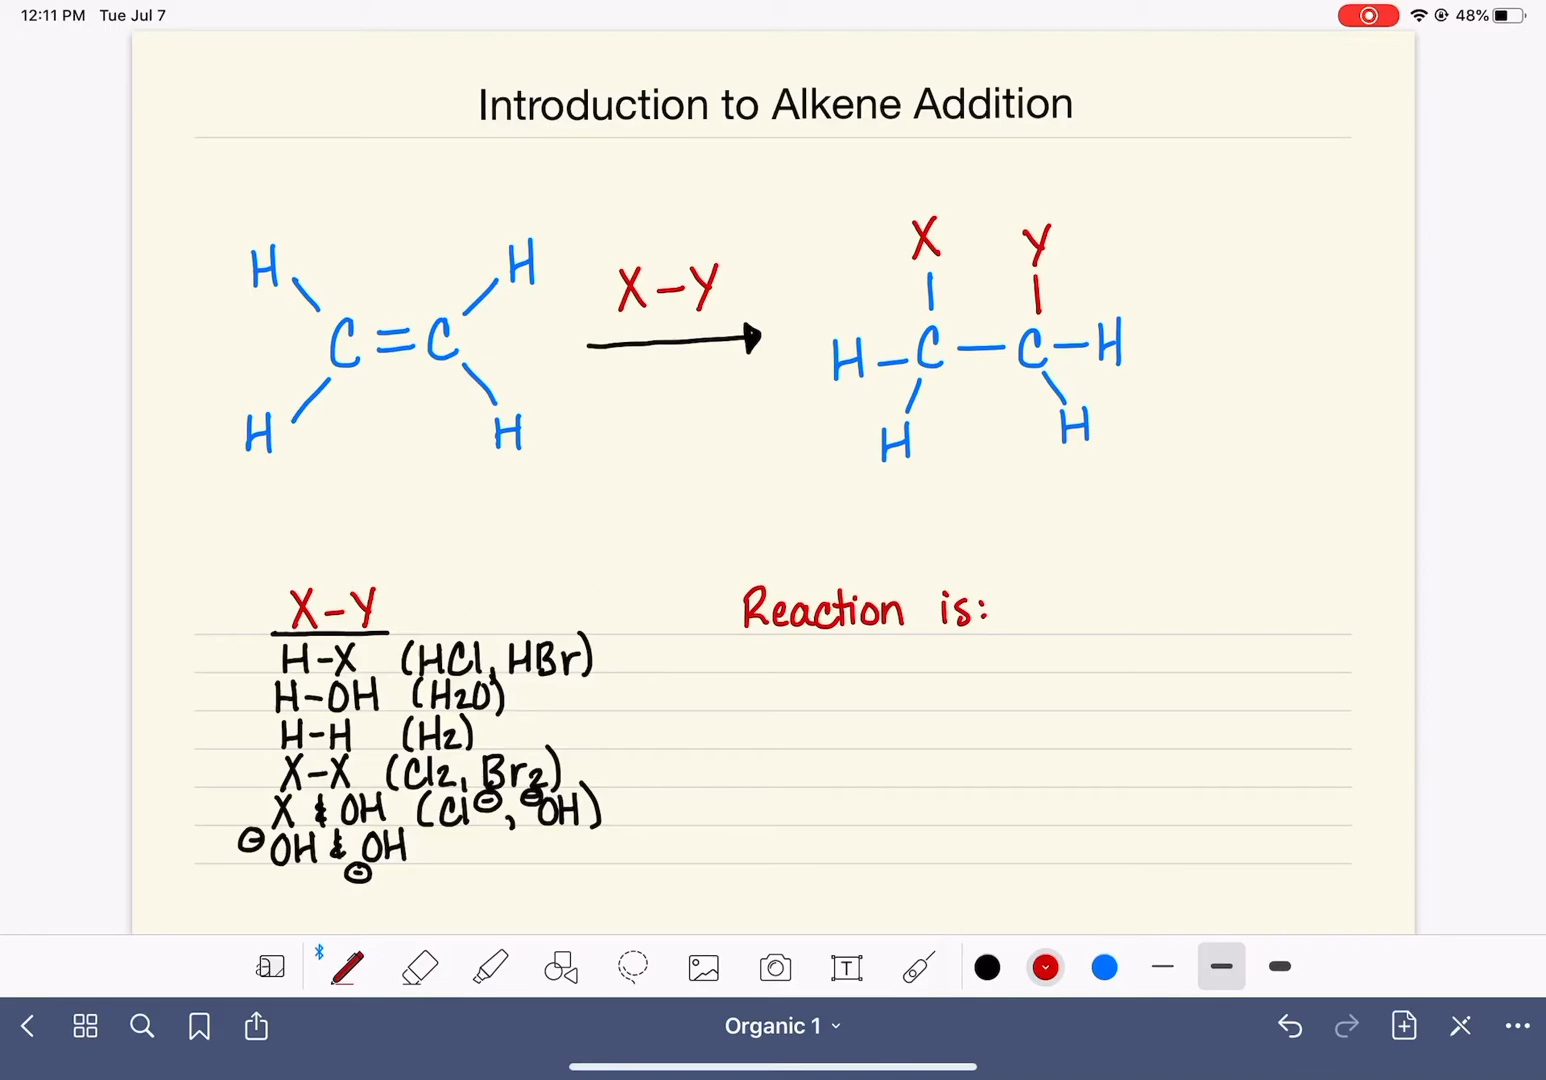 12:11 PM Tue Jul 7
48%
Introduction to Alkene Addition
H H X Y
X-Y
C=C H-C-C-H
H H H H
X-Y
Reaction is:
H-X (HCl, HBr)
H-OH (H2O)
H-H (H2)
X-X (Cl2, Br2)
X & OH (Cl⊖, ⊖OH)
⊖OH & OH⊖
T
Organic 1